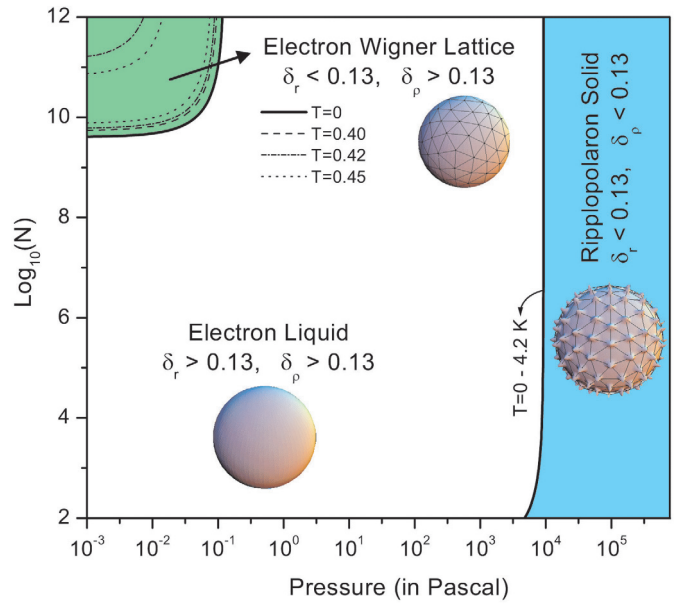 12
10
8
6
4
2
Log₁₀(N)
Electron Wigner Lattice
δᵣ < 0.13, δᵨ > 0.13
T=0
T=0.40
T=0.42
T=0.45
Electron Liquid
δᵣ > 0.13, δᵨ > 0.13
T=0 - 4.2 K
Ripplopolaron Solid
δᵣ < 0.13, δᵨ < 0.13
10⁻³ 10⁻² 10⁻¹ 10⁰ 10¹ 10² 10³ 10⁴ 10⁵
Pressure (in Pascal)